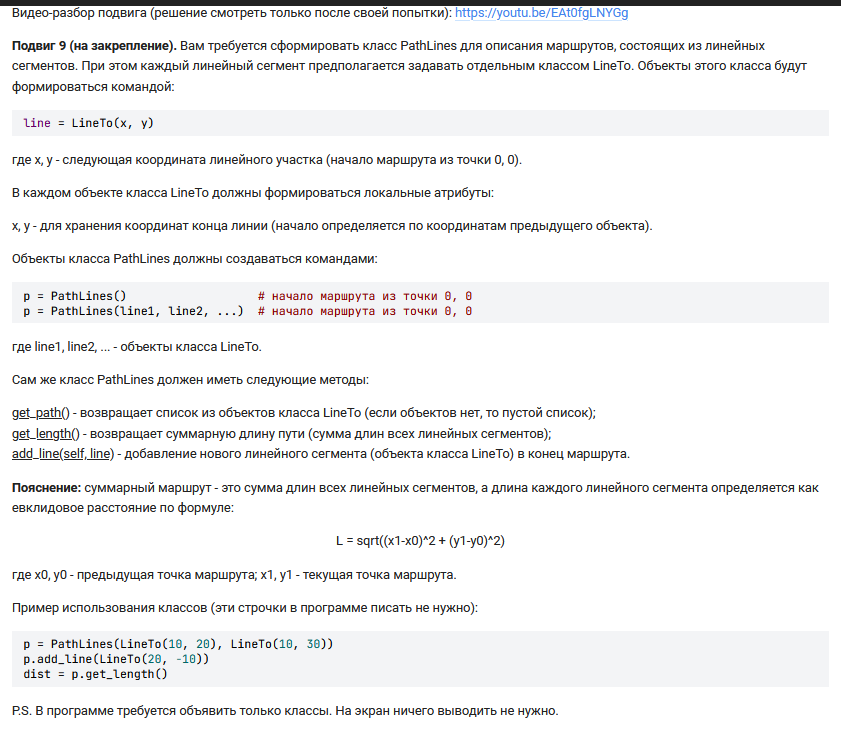 Видео-разбор подвига (решение смотреть только после своей попытки): https://youtu.be/EAt0fgLNYGg
Подвиг 9 (на закрепление). Вам требуется сформировать класс PathLines для описания маршрутов, состоящих из линейных
сегментов. При этом каждый линейный сегмент предполагается задавать отдельным классом LineTo. Объекты этого класса будут
формироваться командой:
line = LineTo(x, y)
где x, y - следующая координата линейного участка (начало маршрута из точки 0, 0).
В каждом объекте класса LineTo должны формироваться локальные атрибуты:
x, y - для хранения координат конца линии (начало определяется по координатам предыдущего объекта).
Объекты класса PathLines должны создаваться командами:
p = PathLines()                  # начало маршрута из точки 0, 0
p = PathLines(line1, line2, ...)  # начало маршрута из точки 0, 0
где line1, line2, ... - объекты класса LineTo.
Сам же класс PathLines должен иметь следующие методы:
get_path() - возвращает список из объектов класса LineTo (если объектов нет, то пустой список);
get_length() - возвращает суммарную длину пути (сумма длин всех линейных сегментов);
add_line(self, line) - добавление нового линейного сегмента (объекта класса LineTo) в конец маршрута.
Пояснение: суммарный маршрут - это сумма длин всех линейных сегментов, а длина каждого линейного сегмента определяется как
евклидовое расстояние по формуле:
L = sqrt((x1-x0)^2 + (y1-y0)^2)
где x0, y0 - предыдущая точка маршрута; x1, y1 - текущая точка маршрута.
Пример использования классов (эти строчки в программе писать не нужно):
p = PathLines(LineTo(10, 20), LineTo(10, 30))
p.add_line(LineTo(20, -10))
dist = p.get_length()
P.S. В программе требуется объявить только классы. На экран ничего выводить не нужно.